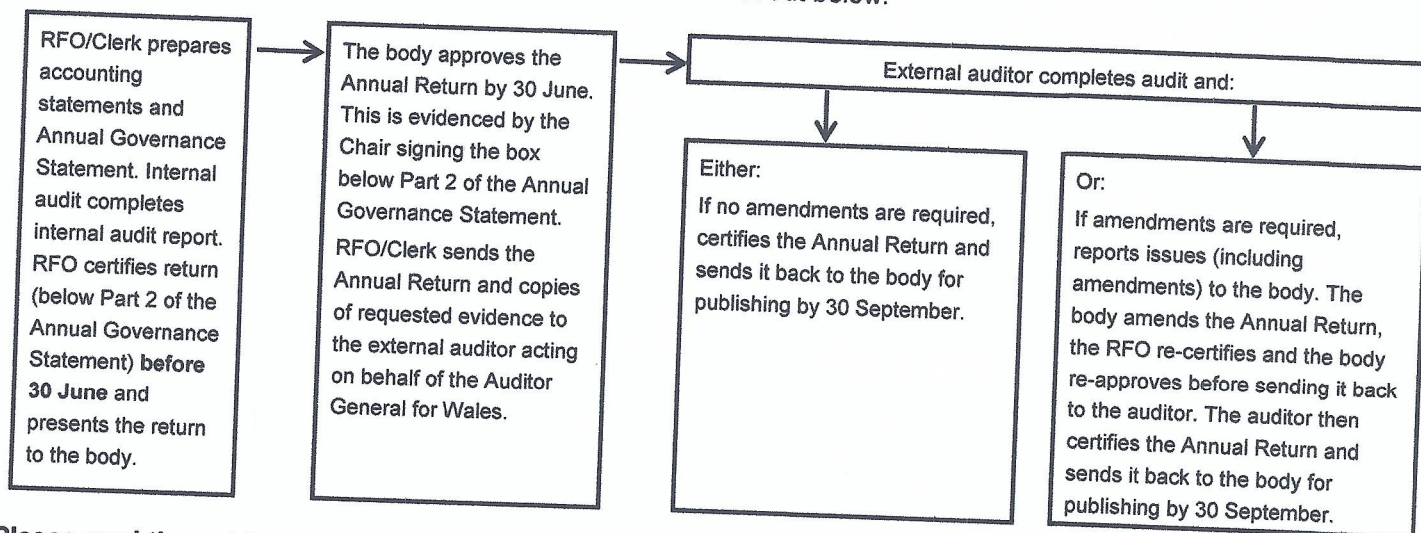 out below:
RFO/Clerk prepares
accounting
statements and
Annual Governance
Statement. Internal
audit completes
internal audit report.
RFO certifies return
(below Part 2 of the
Annual Governance
Statement) before
30 June and
presents the return
to the body.
The body approves the
Annual Return by 30 June.
This is evidenced by the
Chair signing the box
below Part 2 of the Annual
Governance Statement.
RFO/Clerk sends the
Annual Return and copies
of requested evidence to
the external auditor acting
on behalf of the Auditor
General for Wales.
External auditor completes audit and:
Either:
If no amendments are required,
certifies the Annual Return and
sends it back to the body for
publishing by 30 September.
Or:
If amendments are required,
reports issues (including
amendments) to the body. The
body amends the Annual Return,
the RFO re-certifies and the body
re-approves before sending it back
to the auditor. The auditor then
certifies the Annual Return and
sends it back to the body for
publishing by 30 September.